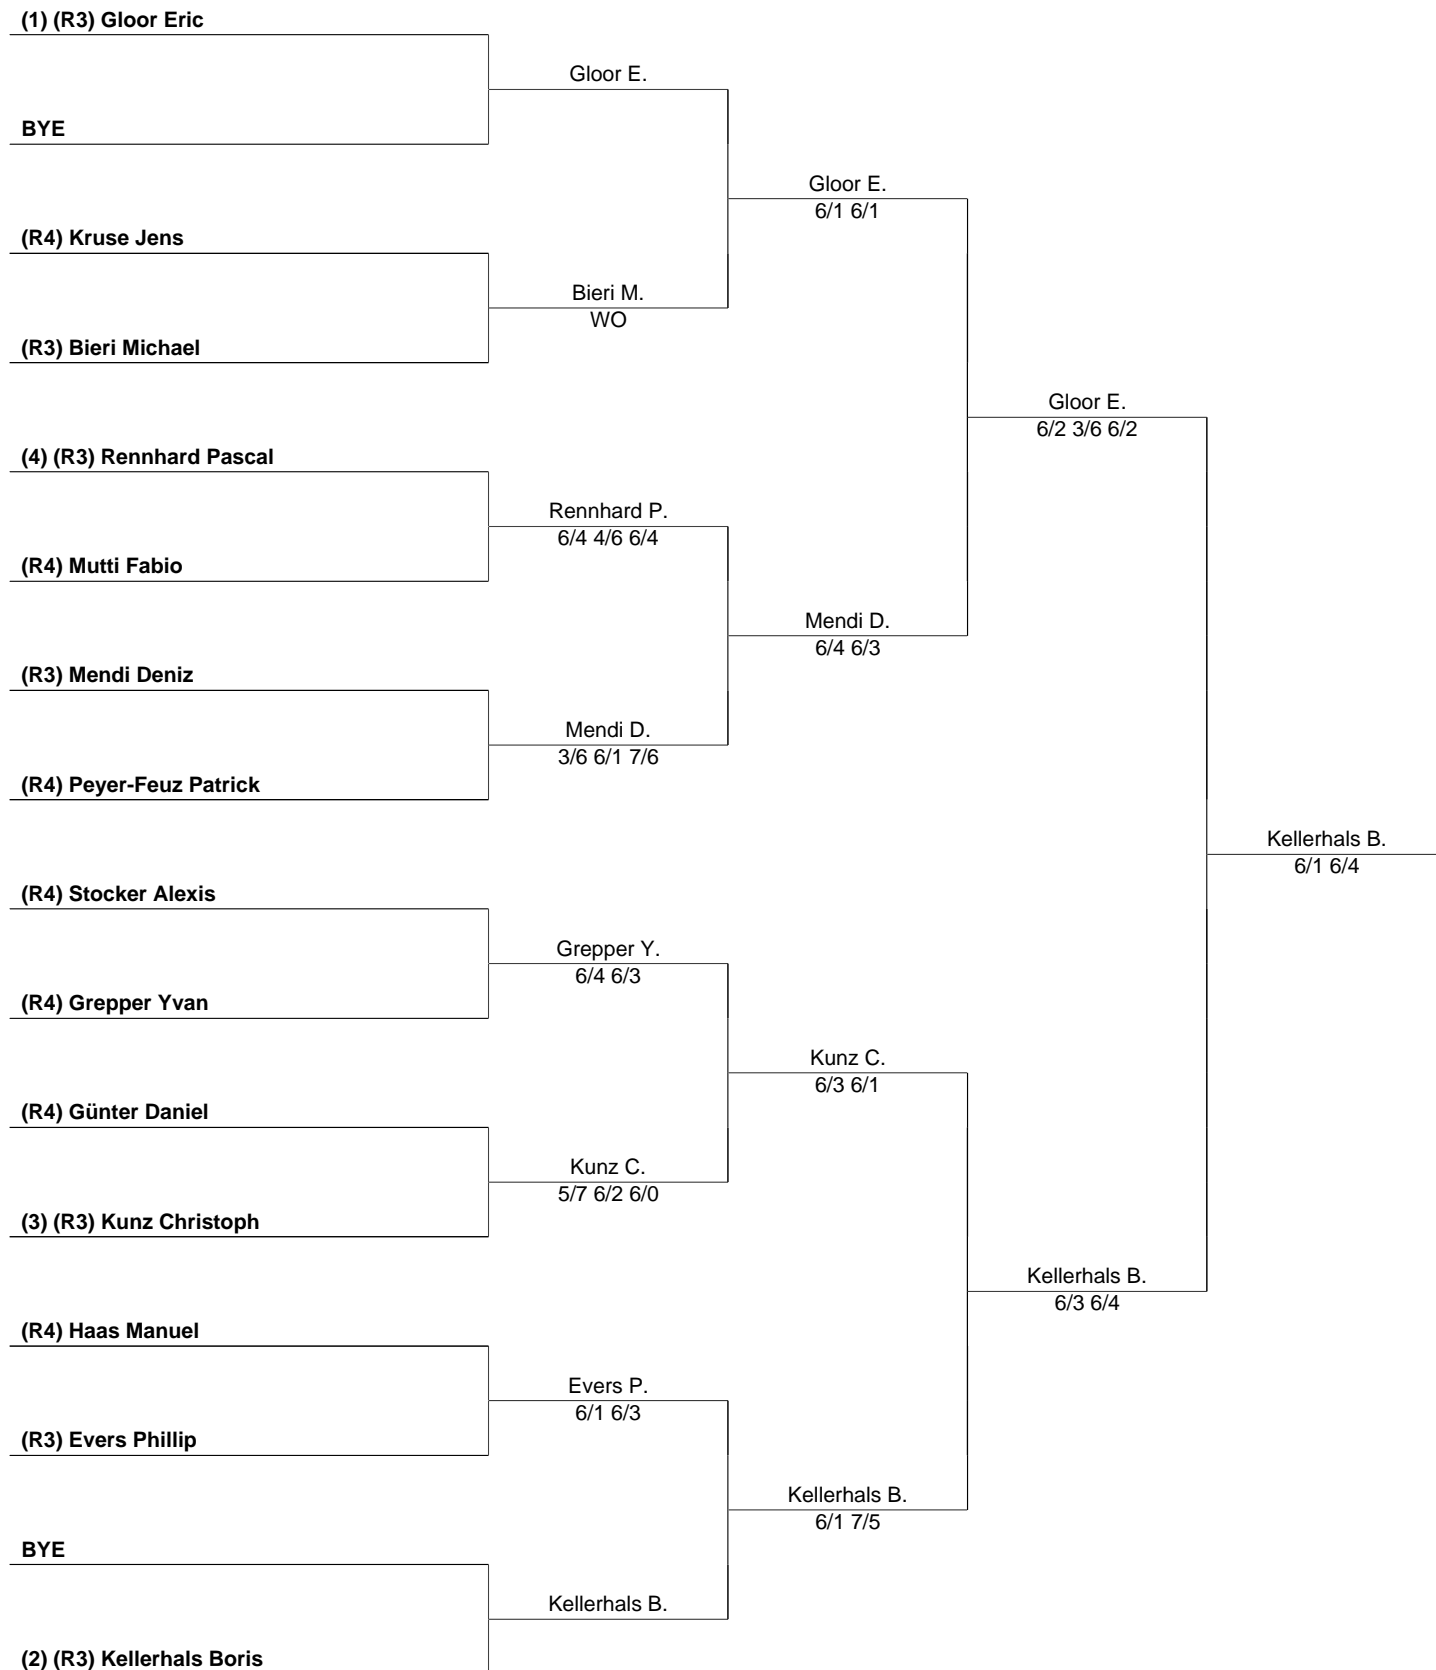 (1) (R3) Gloor Eric
Gloor E.
BYE
Gloor E.
6/1 6/1
(R4) Kruse Jens
Bieri M.
WO
(R3) Bieri Michael
Gloor E.
6/2 3/6 6/2
(4) (R3) Rennhard Pascal
Rennhard P.
6/4 4/6 6/4
(R4) Mutti Fabio
Mendi D.
6/4 6/3
(R3) Mendi Deniz
Mendi D.
3/6 6/1 7/6
(R4) Peyer-Feuz Patrick
Kellerhals B.
6/1 6/4
(R4) Stocker Alexis
Grepper Y.
6/4 6/3
(R4) Grepper Yvan
Kunz C.
6/3 6/1
(R4) Günter Daniel
Kunz C.
5/7 6/2 6/0
(3) (R3) Kunz Christoph
Kellerhals B.
6/3 6/4
(R4) Haas Manuel
Evers P.
6/1 6/3
(R3) Evers Phillip
Kellerhals B.
6/1 7/5
BYE
Kellerhals B.
(2) (R3) Kellerhals Boris